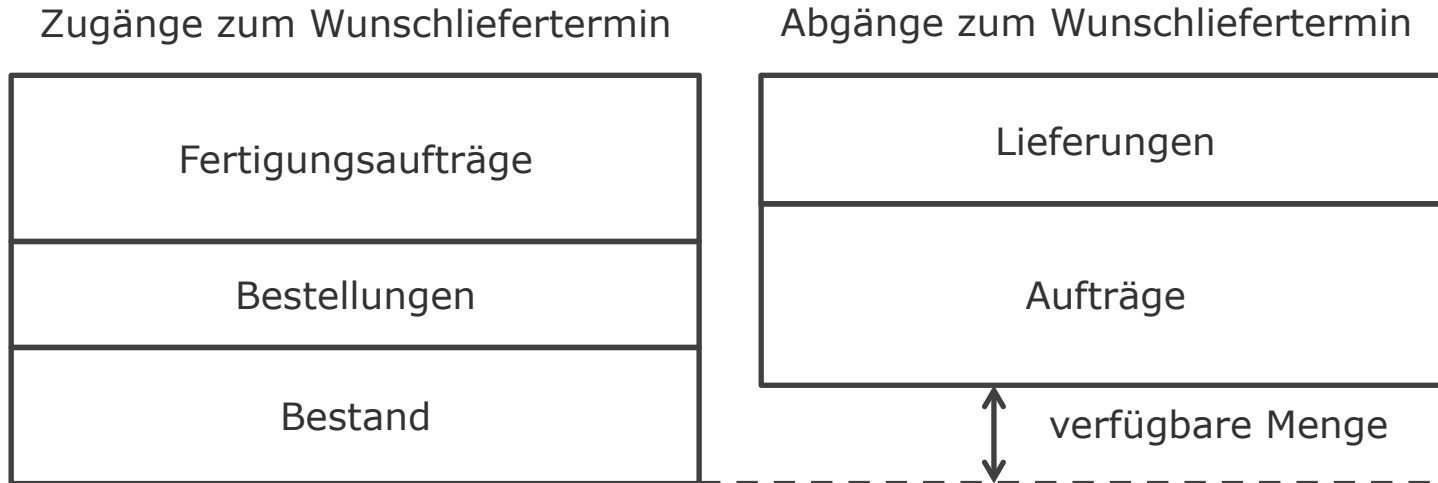 Zugänge zum Wunschliefertermin
Fertigungsaufträge
Bestellungen
Bestand
Abgänge zum Wunschliefertermin
Lieferungen
Aufträge
verfügbare Menge